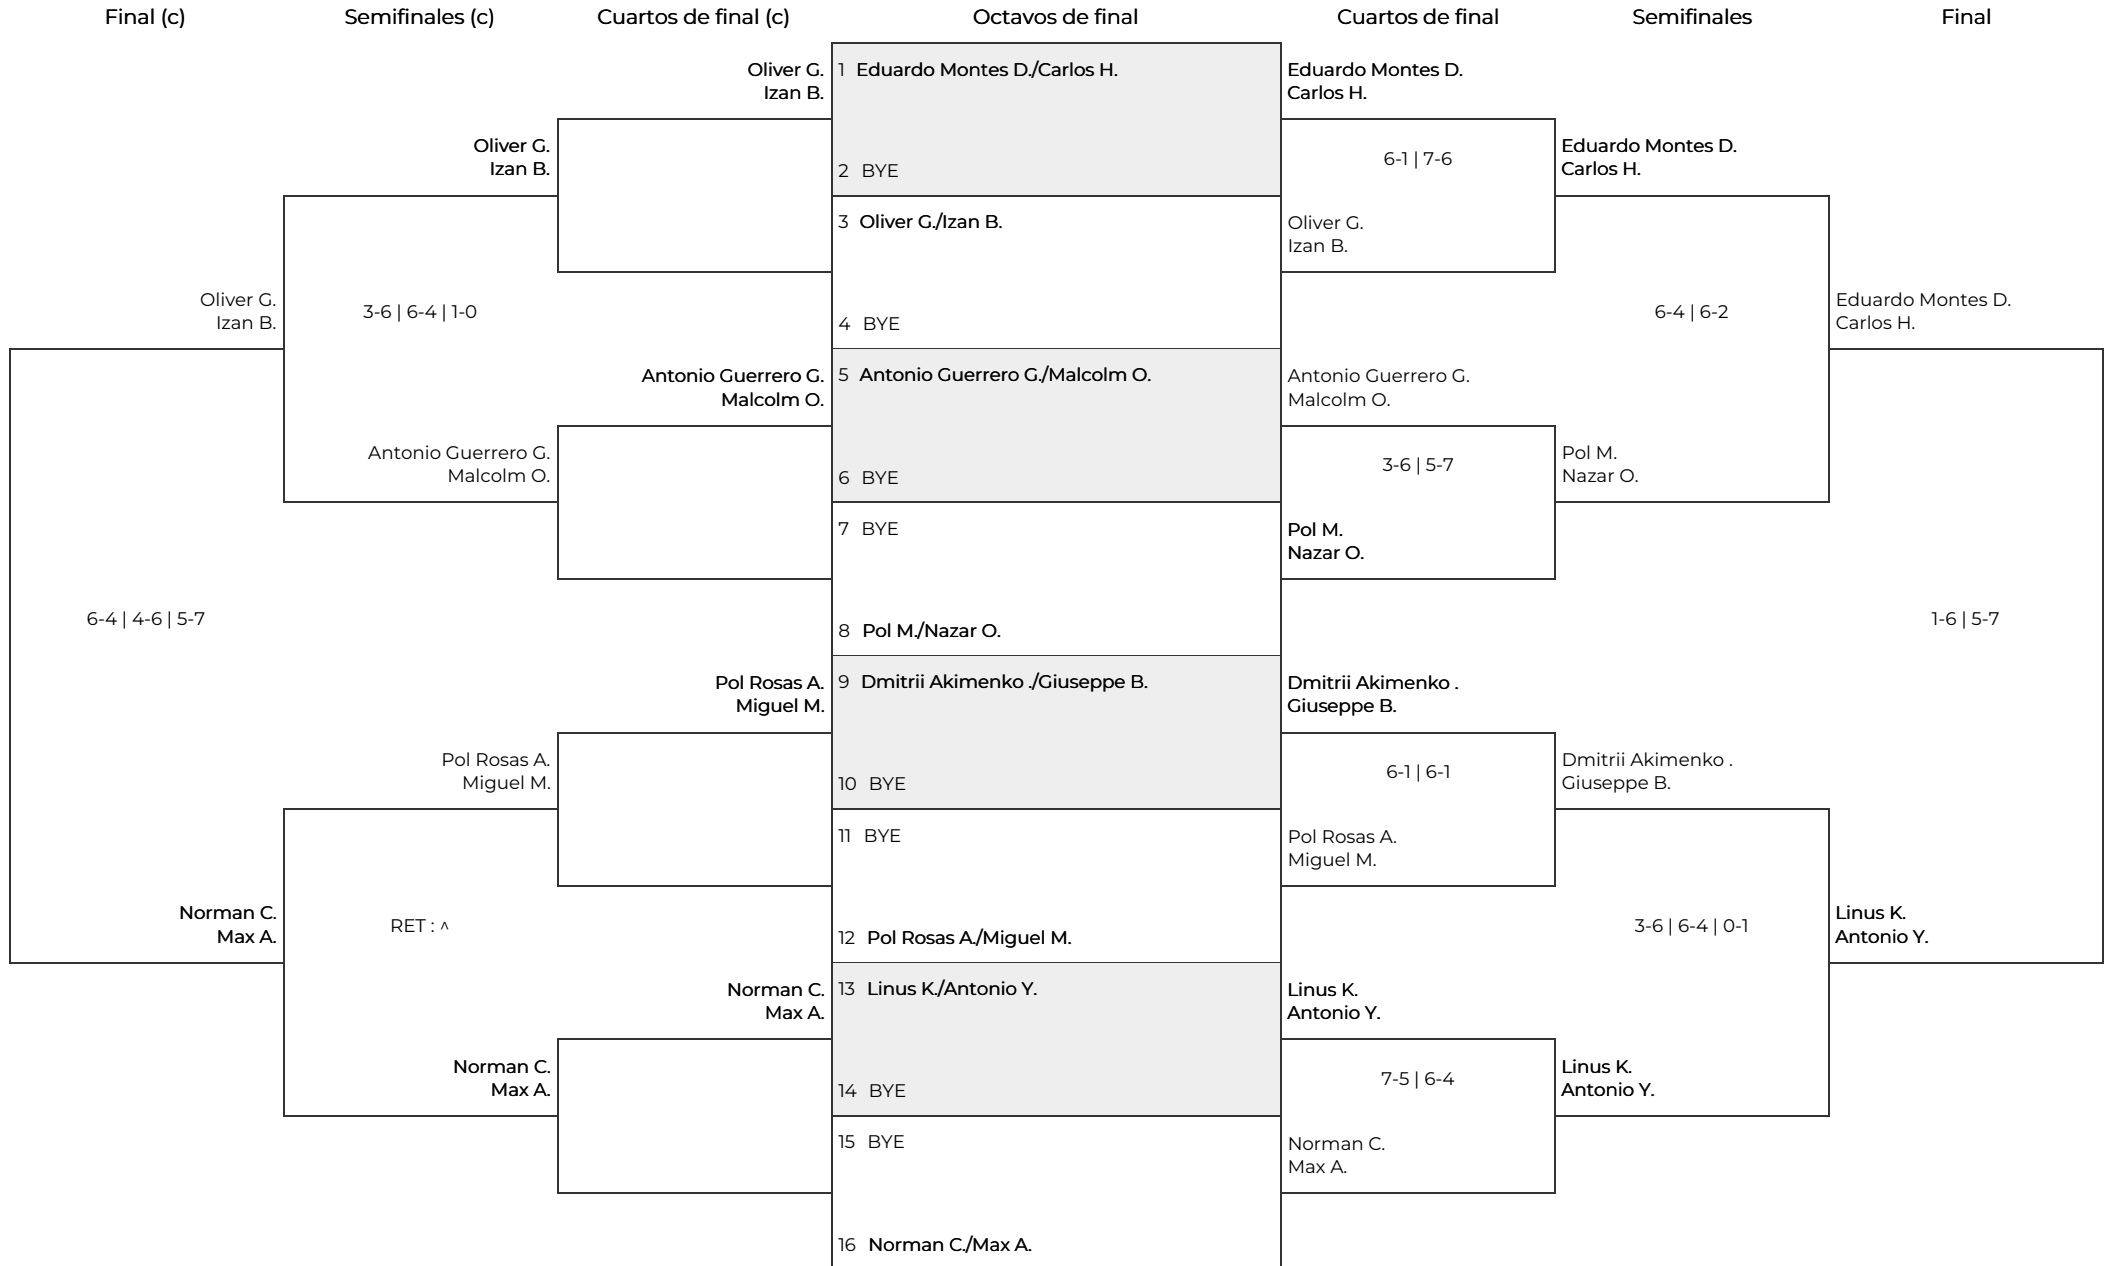 Final (c)
Semifinales (c)
Cuartos de final (c)
Octavos de final
Cuartos de final
Semifinales
Final
Oliver G.
Izan B.
6-4 | 4-6 | 5-7
Norman C.
Max A.
Oliver G.
Izan B.
3-6 | 6-4 | 1-0
Antonio Guerrero G.
Malcolm O.
Pol Rosas A.
Miguel M.
RET : ^
Norman C.
Max A.
Oliver G.
Izan B.
Antonio Guerrero G.
Malcolm O.
Pol Rosas A.
Miguel M.
Norman C.
Max A.
1 Eduardo Montes D./Carlos H.
2 BYE
3 Oliver G./Izan B.
4 BYE
5 Antonio Guerrero G./Malcolm O.
6 BYE
7 BYE
8 Pol M./Nazar O.
9 Dmitrii Akimenko ./Giuseppe B.
10 BYE
11 BYE
12 Pol Rosas A./Miguel M.
13 Linus K./Antonio Y.
14 BYE
15 BYE
16 Norman C./Max A.
Eduardo Montes D.
Carlos H.
6-1 | 7-6
Oliver G.
Izan B.
Antonio Guerrero G.
Malcolm O.
3-6 | 5-7
Pol M.
Nazar O.
Dmitrii Akimenko .
Giuseppe B.
6-1 | 6-1
Pol Rosas A.
Miguel M.
Linus K.
Antonio Y.
7-5 | 6-4
Norman C.
Max A.
Eduardo Montes D.
Carlos H.
6-4 | 6-2
Pol M.
Nazar O.
Dmitrii Akimenko .
Giuseppe B.
3-6 | 6-4 | 0-1
Linus K.
Antonio Y.
Eduardo Montes D.
Carlos H.
1-6 | 5-7
Linus K.
Antonio Y.